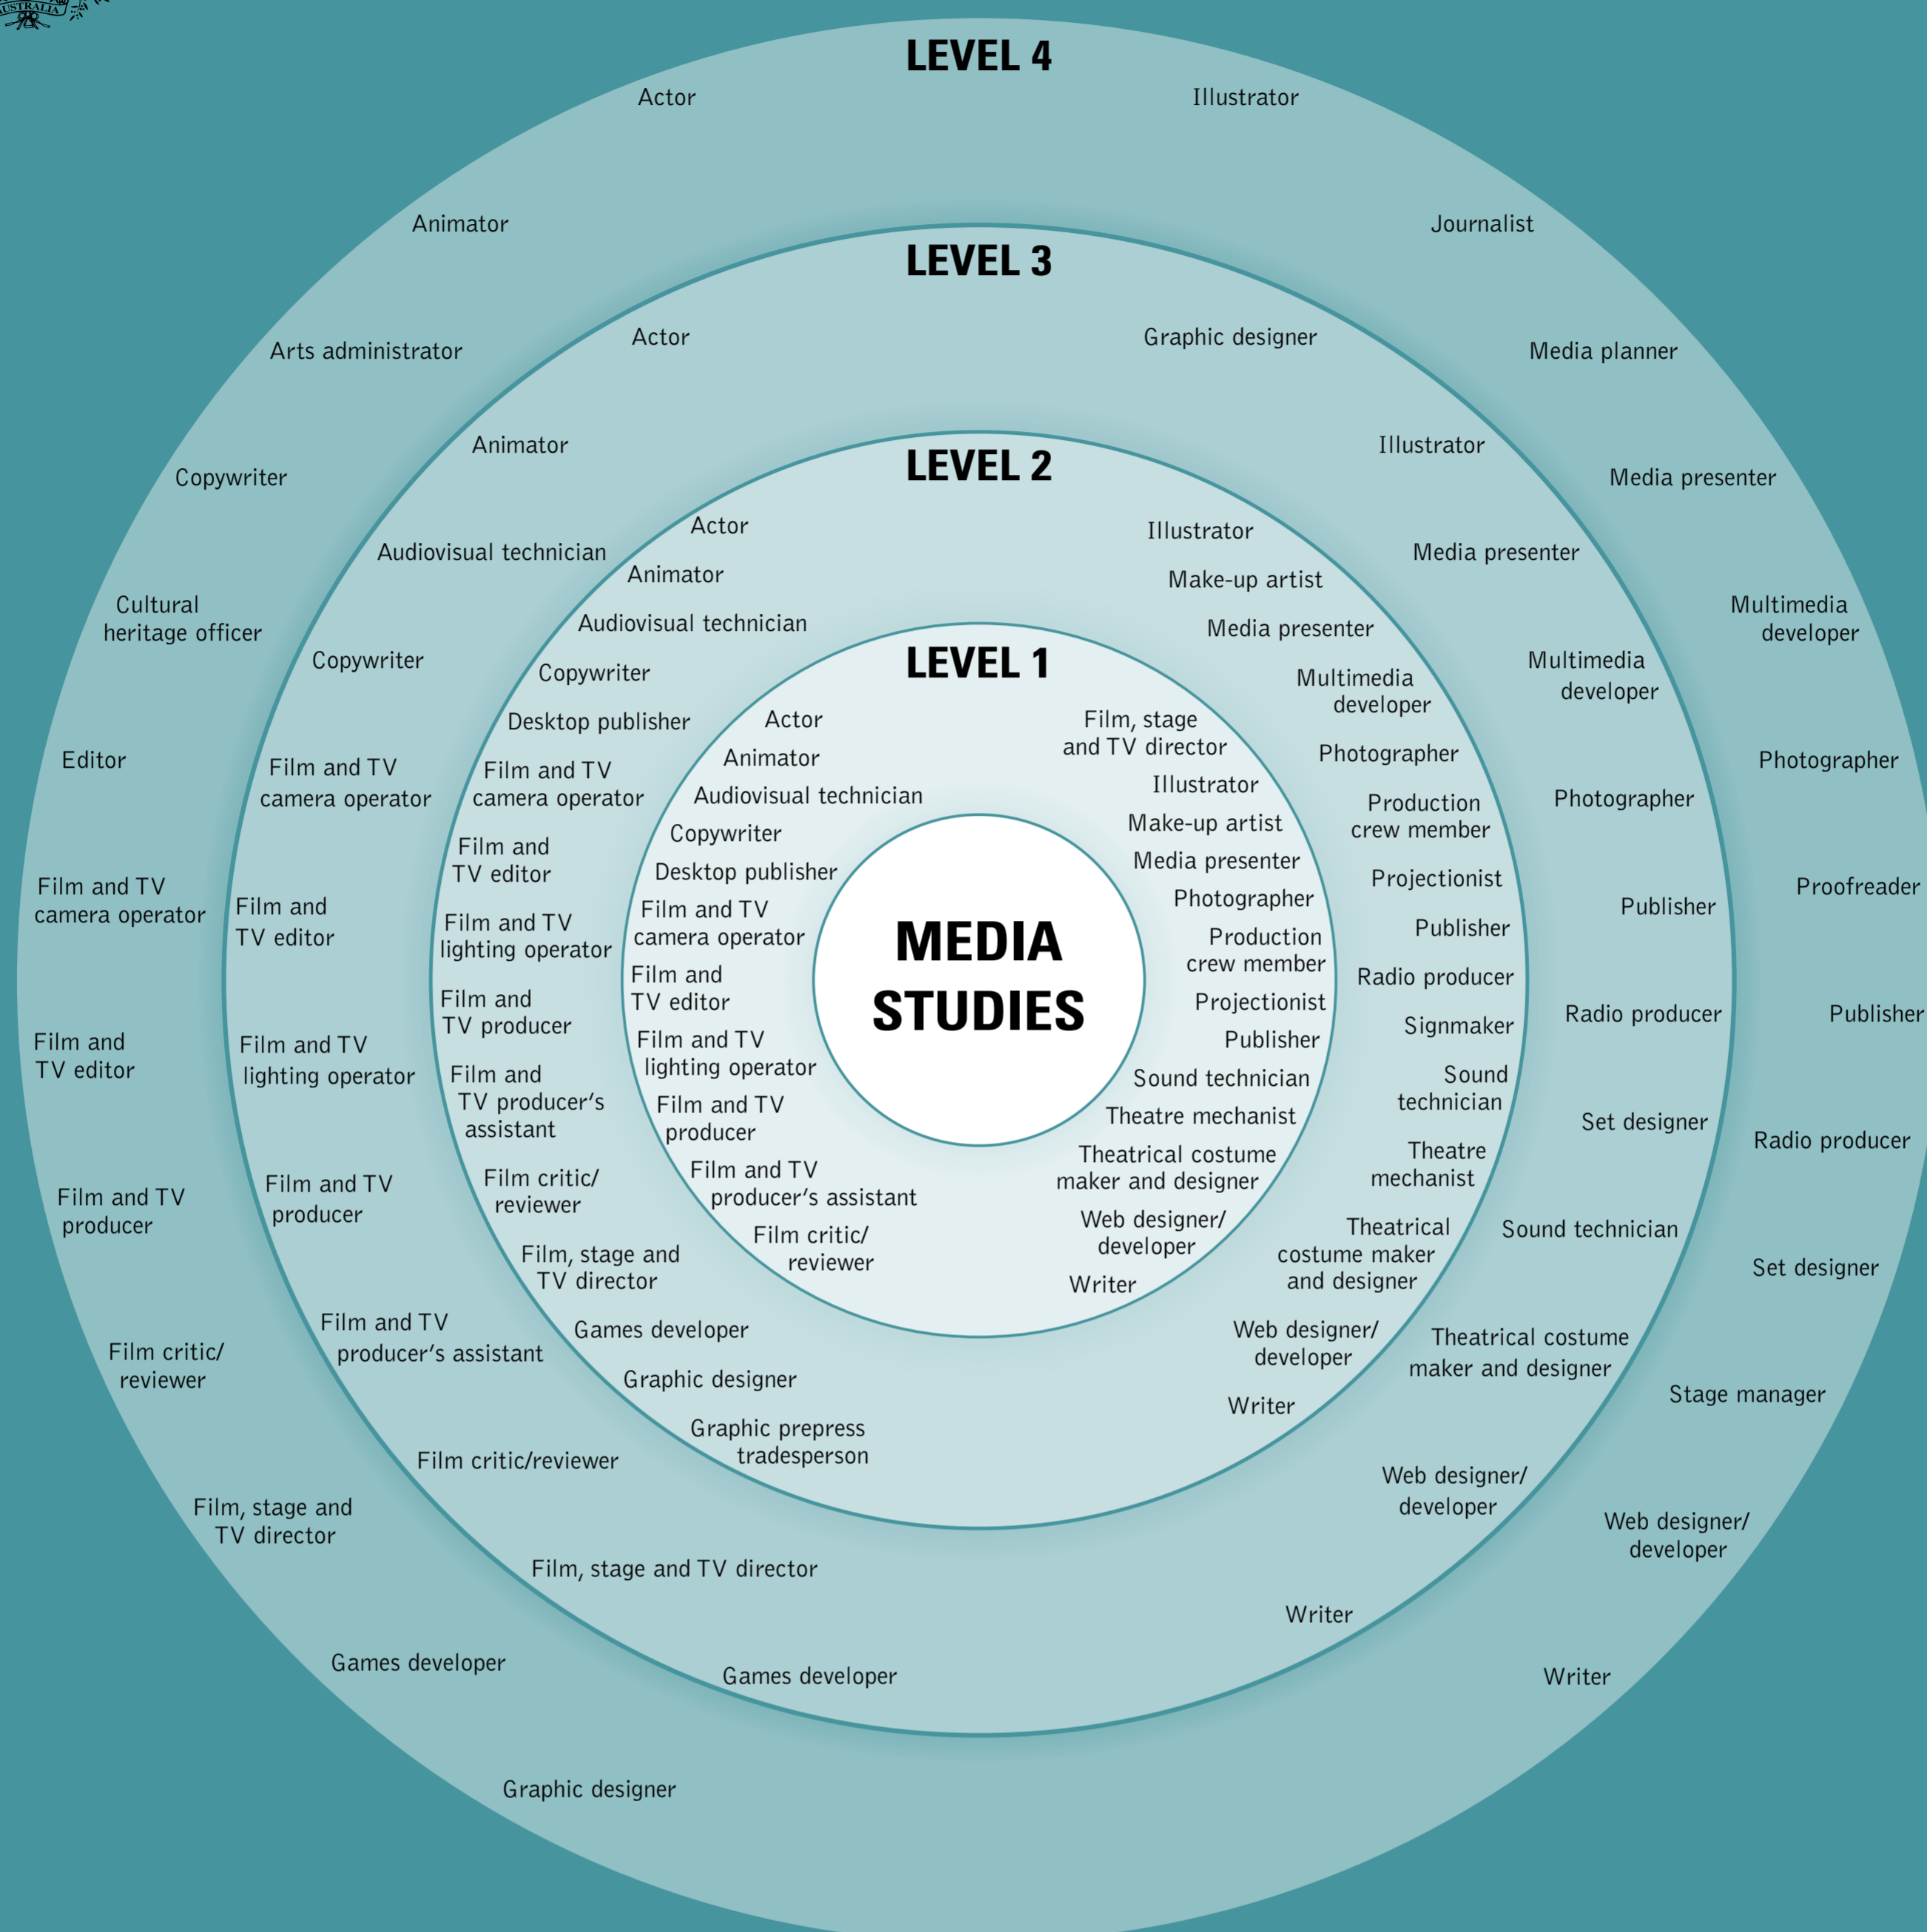 AUSTRALIA
LEVEL 4
Actor
Animator
Arts administrator
Copywriter
Cultural
heritage officer
Editor
Film and TV
camera operator
Film and
TV editor
Film and TV
producer
Film critic/
reviewer
Film, stage and
TV director
Games developer
Graphic designer
Illustrator
Journalist
Media planner
Media presenter
Multimedia
developer
Photographer
Proofreader
Publisher
Radio producer
Set designer
Stage manager
Web designer/
developer
Writer
LEVEL 3
Actor
Animator
Audiovisual technician
Copywriter
Film and TV
camera operator
Film and
TV editor
Film and TV
lighting operator
Film and TV
producer
Film and TV
producer's assistant
Film critic/reviewer
Film, stage and TV director
Games developer
Graphic designer
Illustrator
Media presenter
Multimedia
developer
Photographer
Publisher
Radio producer
Set designer
Sound technician
Theatrical costume
maker and designer
Web designer/
developer
Writer
LEVEL 2
Actor
Animator
Audiovisual technician
Copywriter
Desktop publisher
Film and TV
camera operator
Film and
TV editor
Film and TV
lighting operator
Film and
TV producer
Film and
TV producer's
assistant
Film critic/
reviewer
Film, stage and
TV director
Games developer
Graphic designer
Graphic prepress
tradesperson
Illustrator
Make-up artist
Media presenter
Multimedia
developer
Photographer
Production
crew member
Projectionist
Publisher
Radio producer
Signmaker
Sound
technician
Theatre
mechanist
Theatrical
costume maker
and designer
Web designer/
developer
Writer
LEVEL 1
Actor
Animator
Audiovisual technician
Copywriter
Desktop publisher
Film and TV
camera operator
Film and
TV editor
Film and TV
lighting operator
Film and TV
producer
Film and TV
producer's assistant
Film critic/
reviewer
Film, stage
and TV director
Illustrator
Make-up artist
Media presenter
Photographer
Production
crew member
Projectionist
Publisher
Sound technician
Theatre mechanist
Theatrical costume
maker and designer
Web designer/
developer
Writer
MEDIA
STUDIES